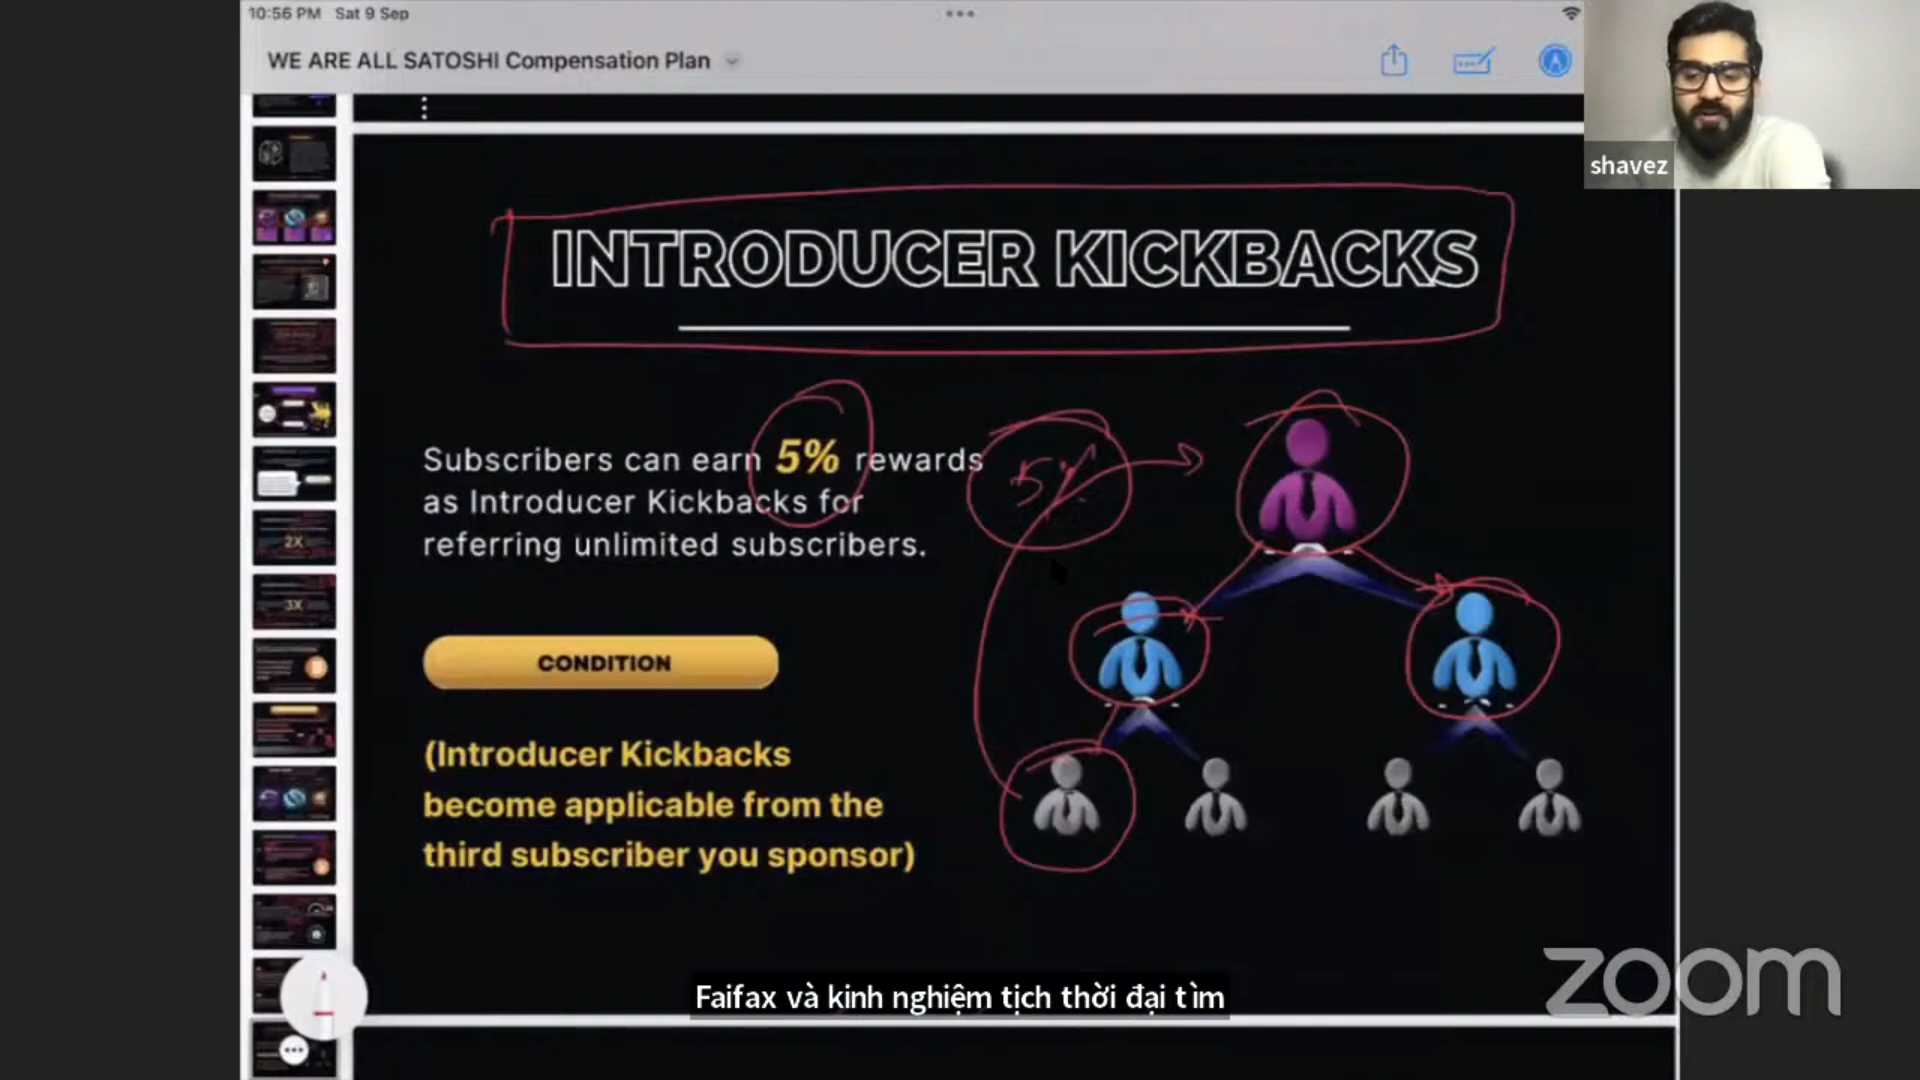 10:56 PM Sat 9 Sep
WE ARE ALL SATOSHI Compensation Plan
shavez
INTRODUCER KICKBACKS
Subscribers can earn 5% rewards
as Introducer Kickbacks for
referring unlimited subscribers.
5%
CONDITION
(Introducer Kickbacks
become applicable from the
third subscriber you sponsor)
2X
3X
Faifax và kinh nghiệm tịch thời đại tìm
zoom